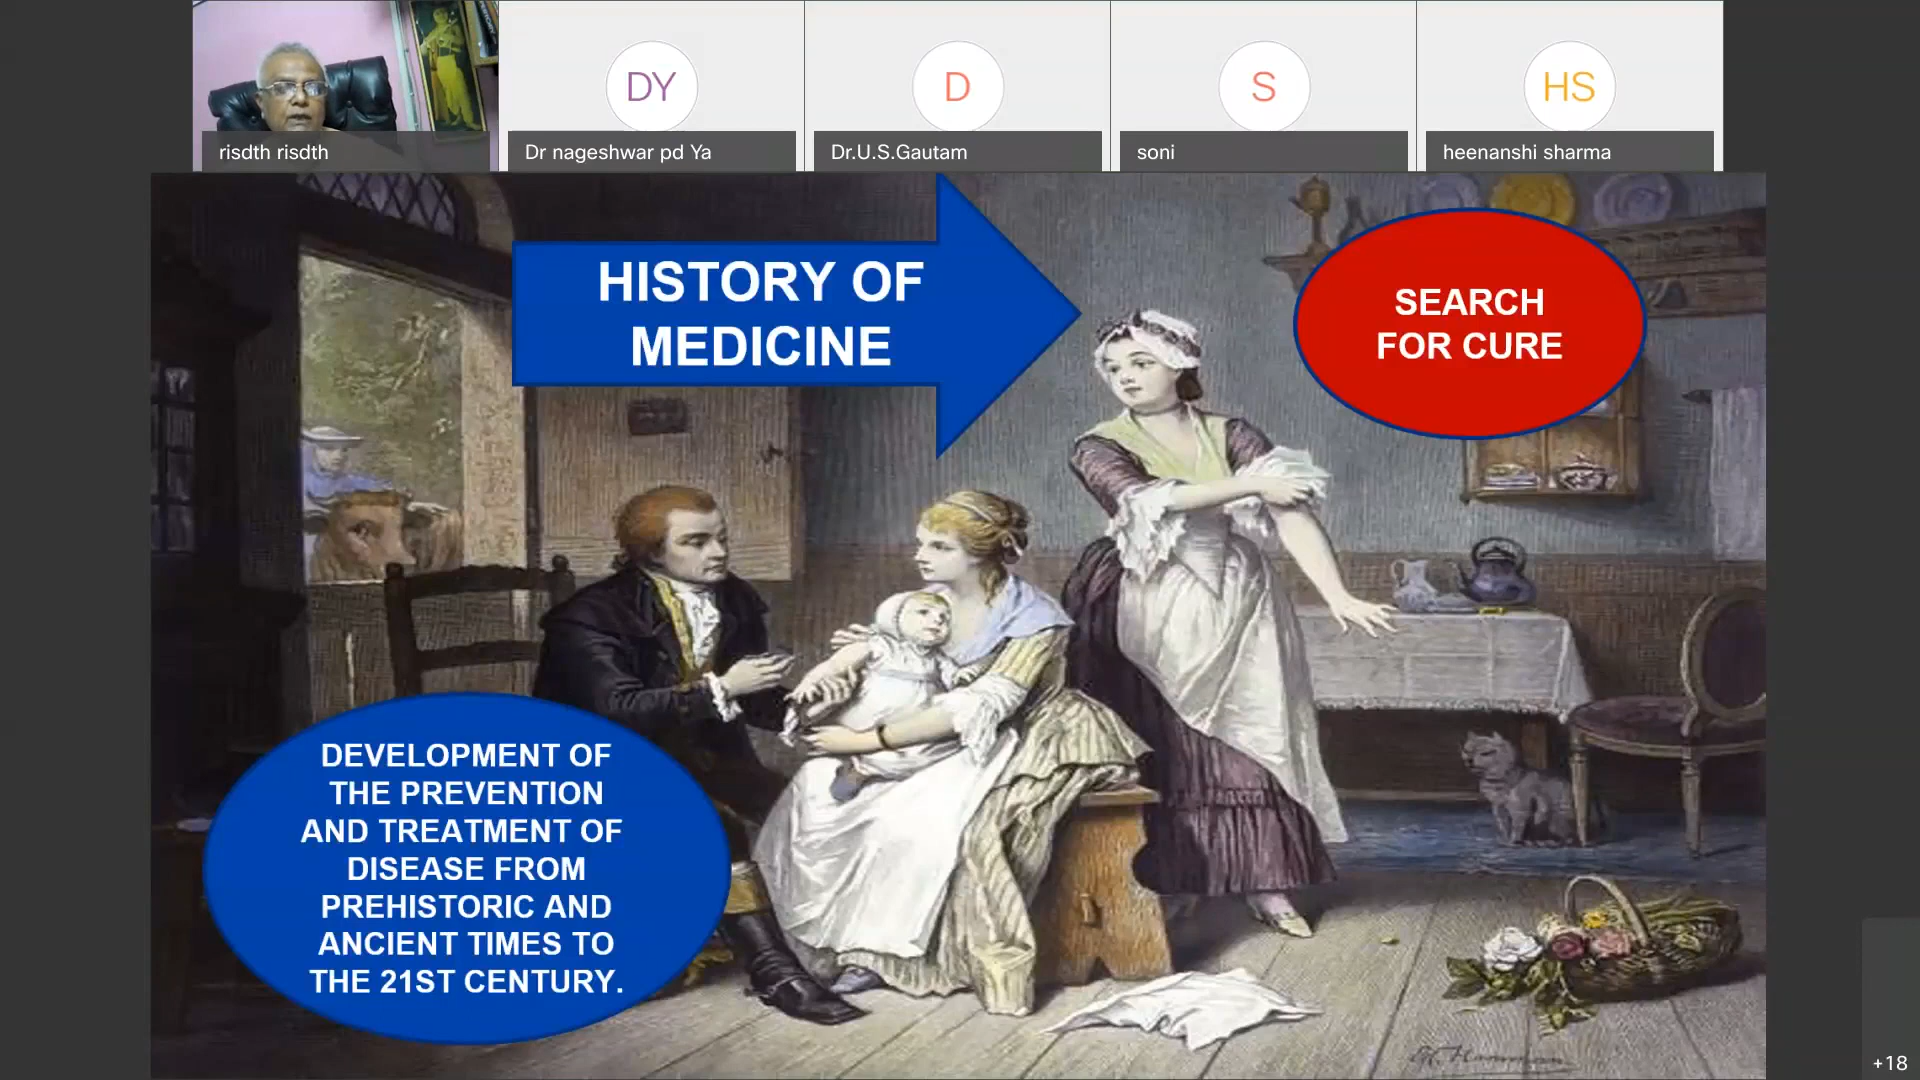 DY
D
S
HS
risdth risdth
Dr nageshwar pd Ya
Dr.U.S.Gautam
soni
heenanshi sharma
HISTORY OF
MEDICINE
SEARCH
FOR CURE
DEVELOPMENT OF
THE PREVENTION
AND TREATMENT OF
DISEASE FROM
PREHISTORIC AND
ANCIENT TIMES TO
THE 21ST CENTURY.
+18